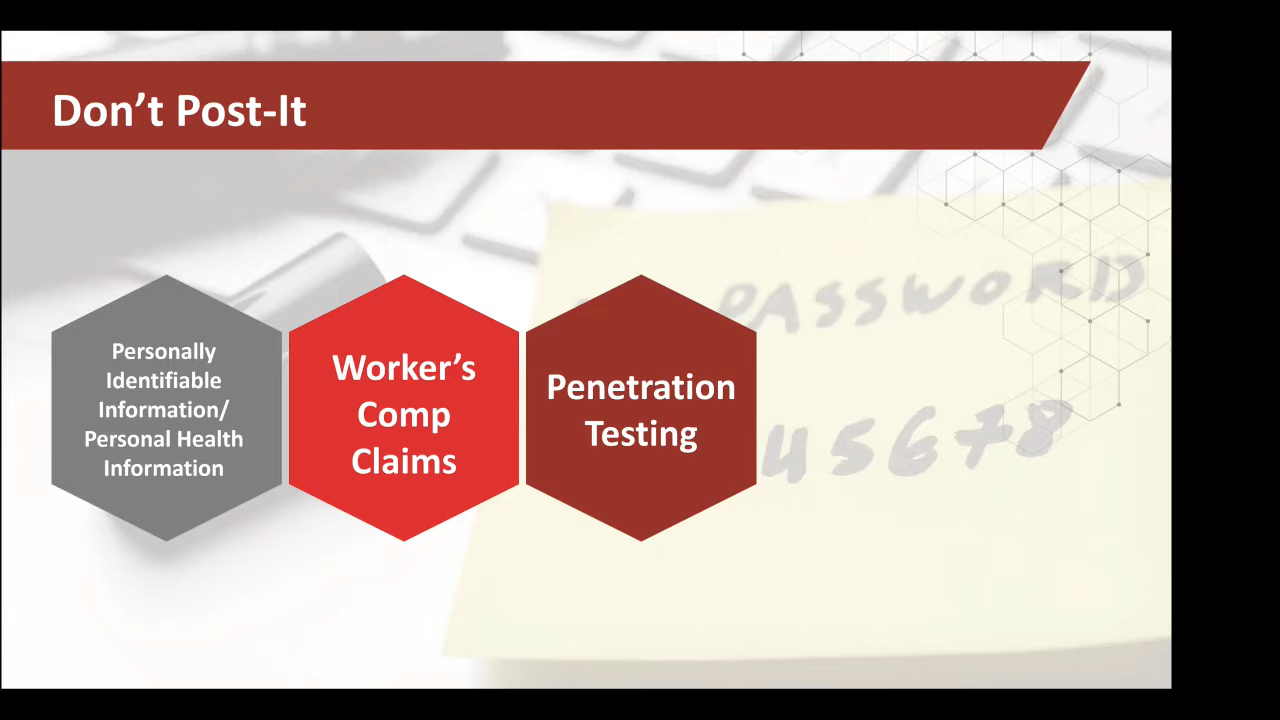 Don't Post-It
PASSWORD
Personally
Identifiable
Information/
Personal Health
Information
Worker's
Comp
Claims
Penetration
Testing
45678